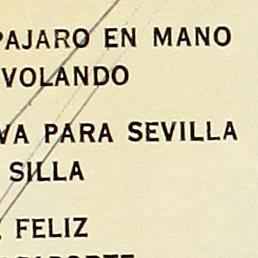 PAJARO EN MANO
VOLANDO
VA PARA SEVILLA
SILLA
FELIZ